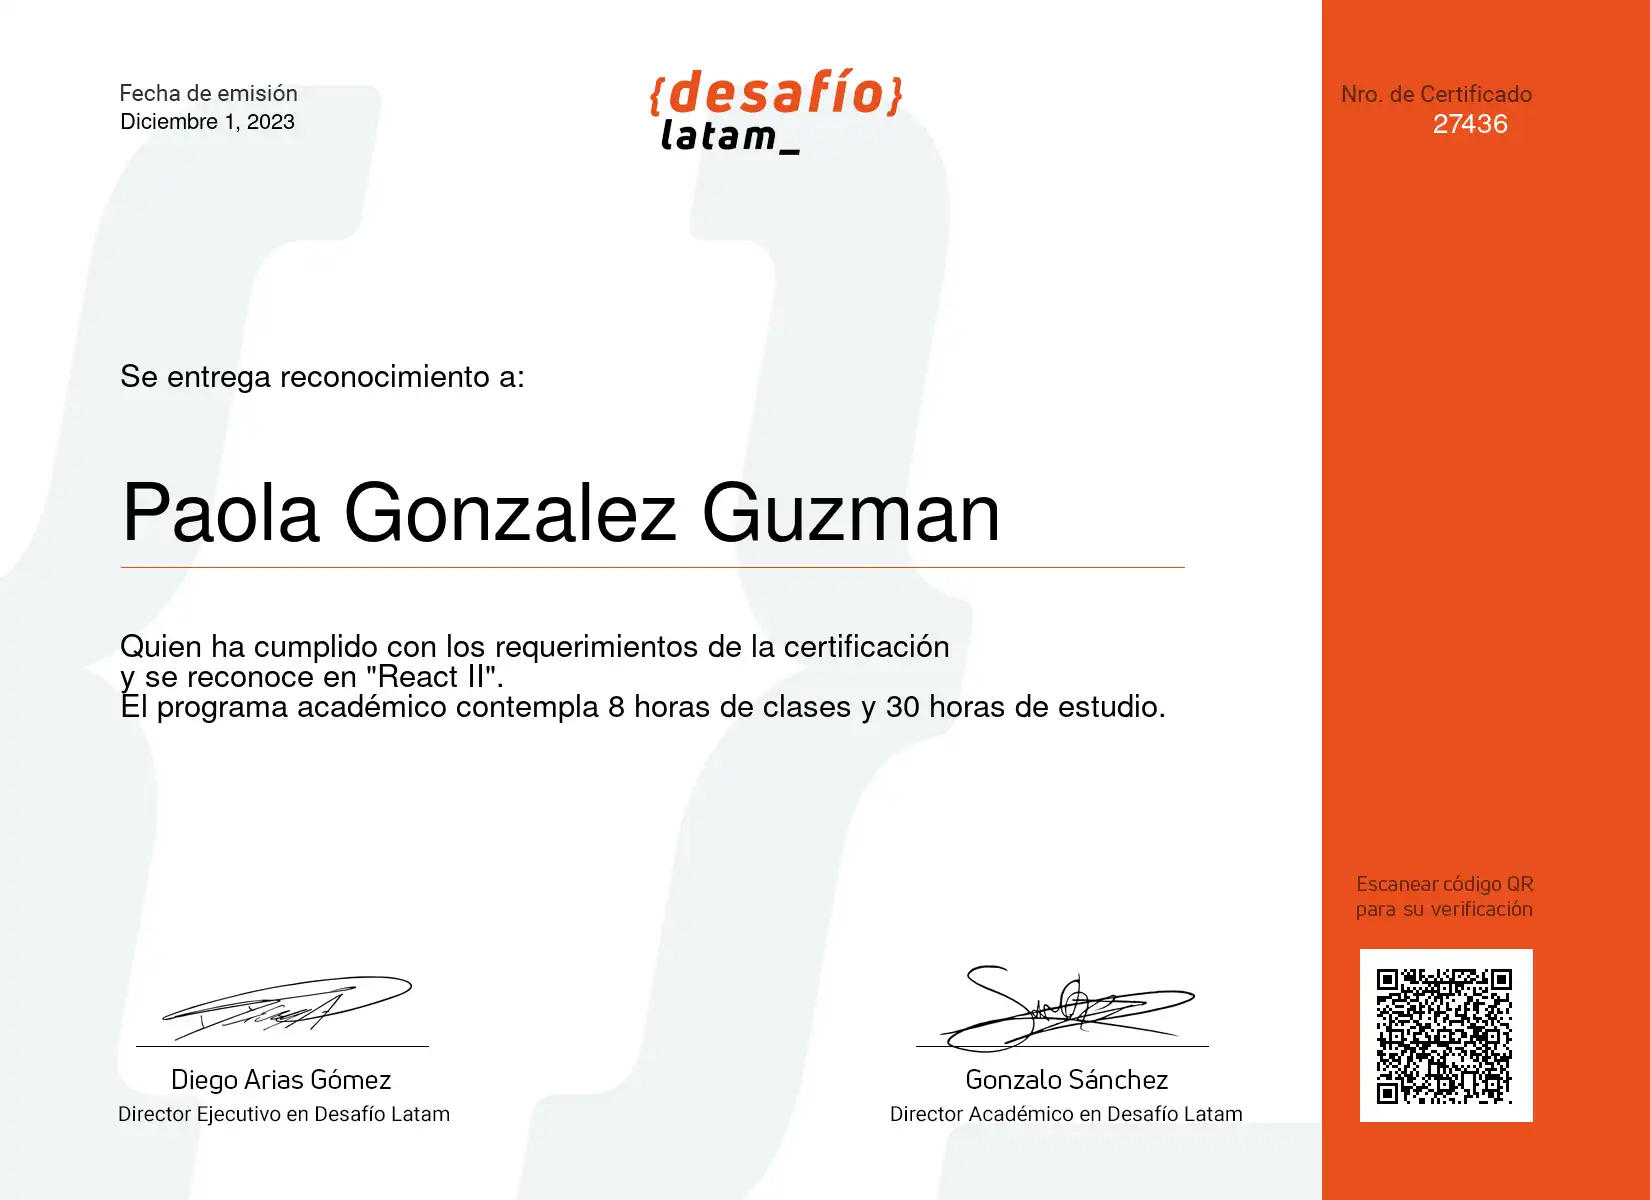 Fecha de emisión
Diciembre 1, 2023
{desafío}
latam_
Nro. de Certificado
27436
Se entrega reconocimiento a:
Paola Gonzalez Guzman
Quien ha cumplido con los requerimientos de la certificación
y se reconoce en "React II".
El programa académico contempla 8 horas de clases y 30 horas de estudio.
Escanear código QR
para su verificación
Diego Arias Gómez
Director Ejecutivo en Desafío Latam
Gonzalo Sánchez
Director Académico en Desafío Latam